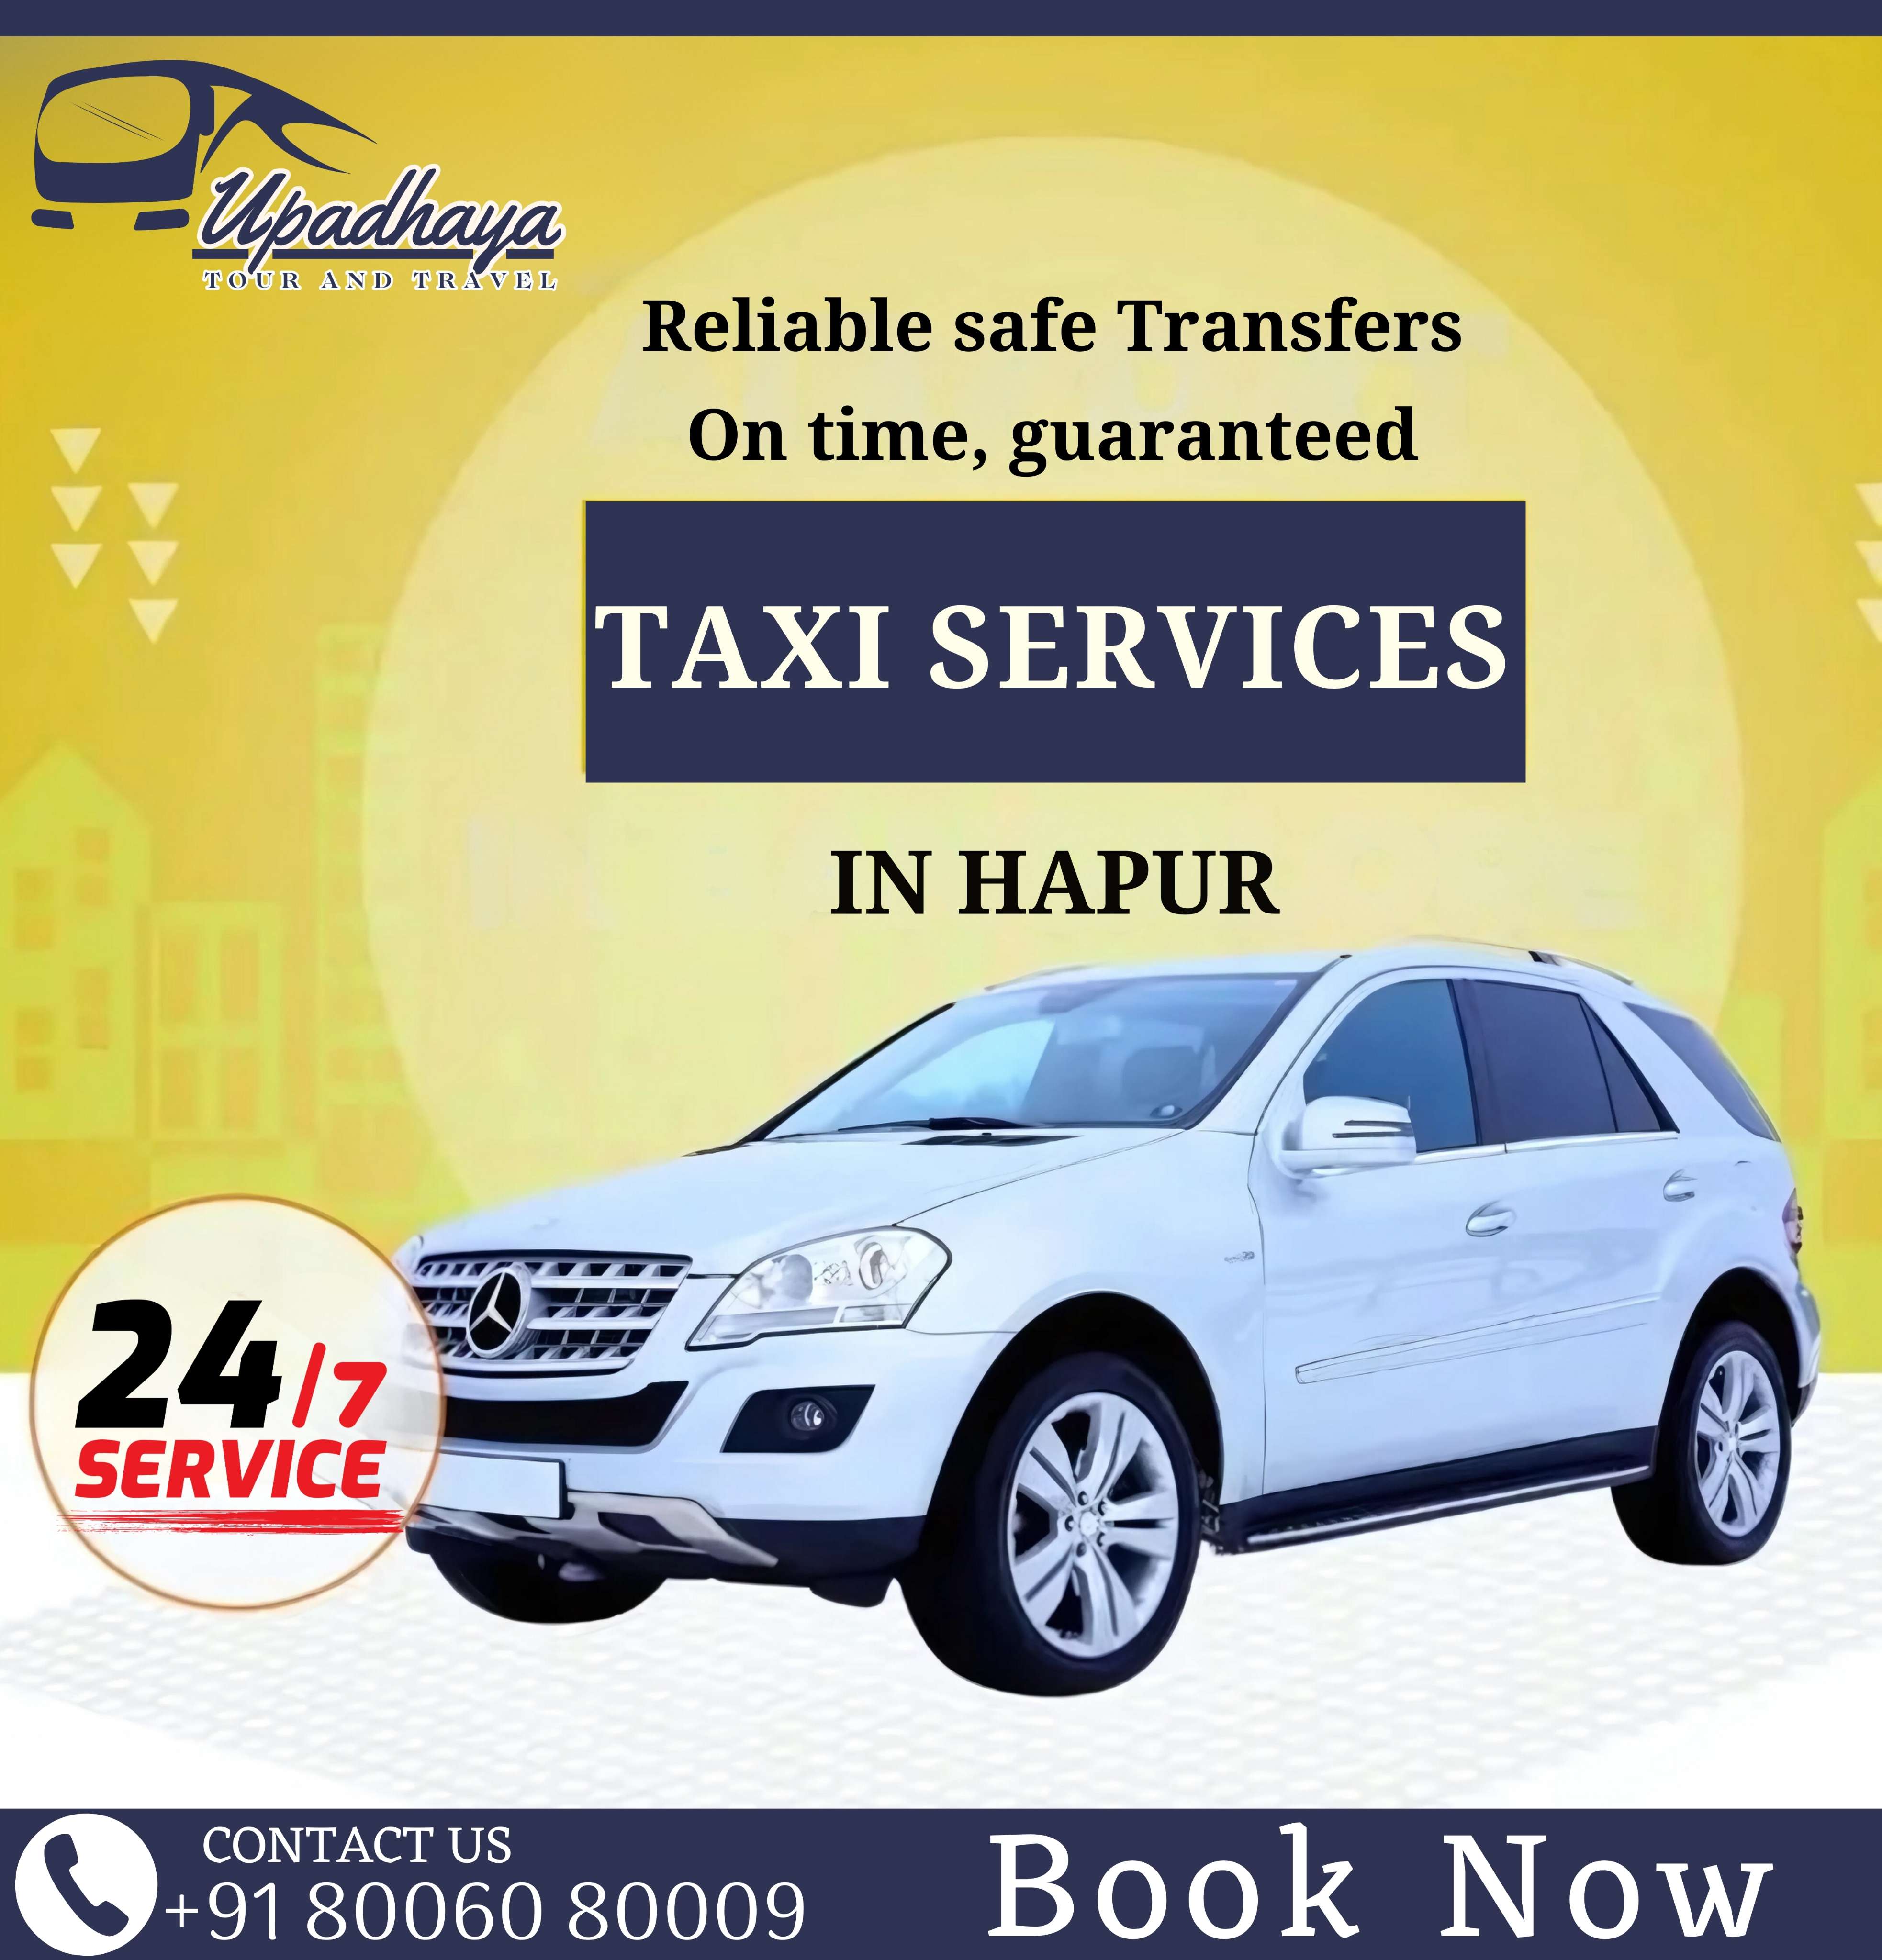 Upadhaya
TOUR AND TRAVEL
Reliable safe Transfers
On time, guaranteed
TAXI SERVICES
IN HAPUR
24/7
SERVICE
CONTACT US
+91 80060 80009
Book Now